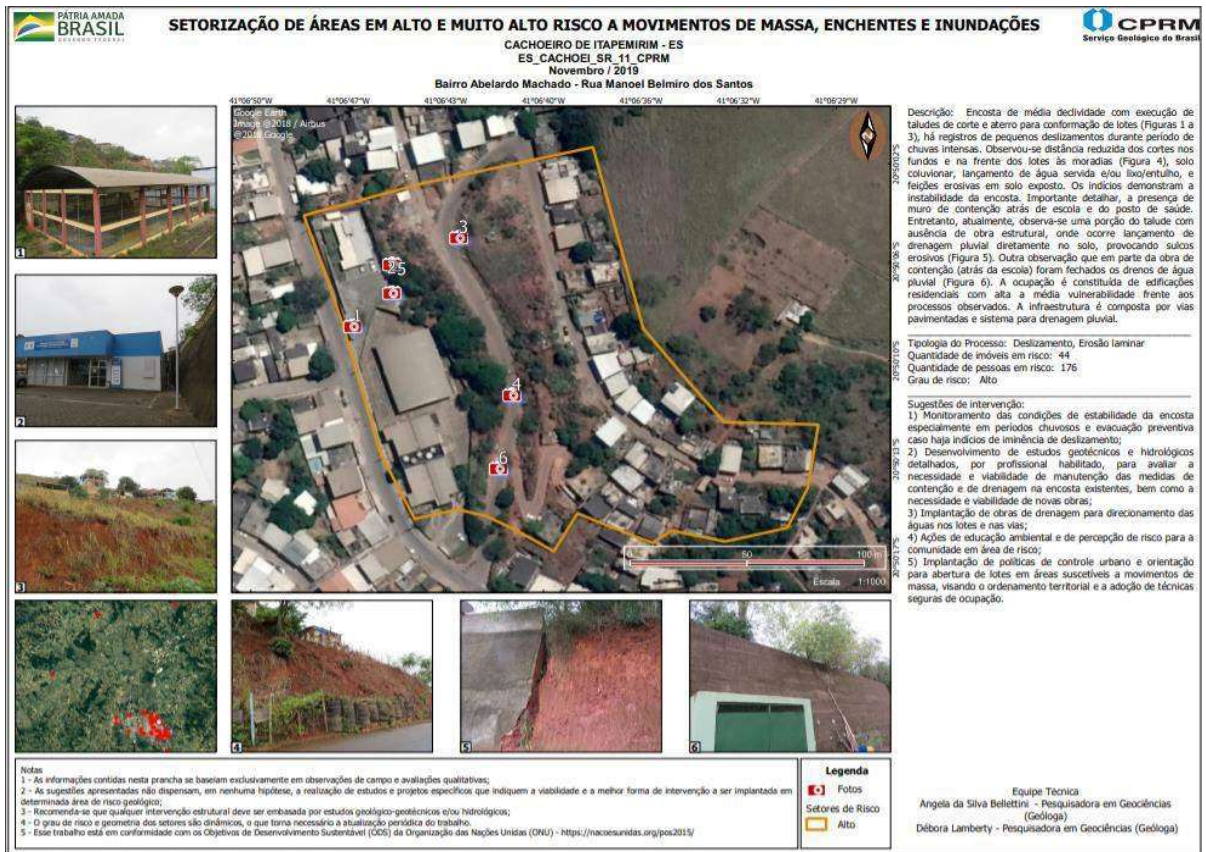 PÁTRIA AMADA
BRASIL
GOVERNO FEDERAL
SETORIZAÇÃO DE ÁREAS EM ALTO E MUITO ALTO RISCO A MOVIMENTOS DE MASSA, ENCHENTES E INUNDAÇÕES
CACHOEIRO DE ITAPEMIRIM - ES
ES_CACHOEI_SR_11_CPRM
Novembro / 2019
Bairro Abelardo Machado - Rua Manoel Belmiro dos Santos
CPRM
Serviço Geológico do Brasil
41°06'50"W 41°06'47"W 41°06'43"W 41°06'40"W 41°06'36"W 41°06'32"W 41°06'29"W
Google Earth
Image @2018 / Airbus
@2018 Google
20°50'02"S
20°50'06"S
20°50'10"S
20°50'13"S
20°50'17"S
1
2
3
3
25
1
4
6
0 50 100 m
Escala 1:1000
4
5
6
Descrição: Encosta de média declividade com execução de
taludes de corte e aterro para conformação de lotes (Figuras 1 a
3), há registros de pequenos deslizamentos durante período de
chuvas intensas. Observou-se distância reduzida dos cortes nos
fundos e na frente dos lotes às moradias (Figura 4), solo
coluvionar, lançamento de água servida e/ou lixo/entulho, e
feições erosivas em solo exposto. Os indícios demonstram a
instabilidade da encosta. Importante detalhar, a presença de
muro de contenção atrás de escola e do posto de saúde.
Entretanto, atualmente, observa-se uma porção do talude com
ausência de obra estrutural, onde ocorre lançamento de
drenagem pluvial diretamente no solo, provocando sulcos
erosivos (Figura 5). Outra observação que em parte da obra de
contenção (atrás da escola) foram fechados os drenos de água
pluvial (Figura 6). A ocupação é constituída de edificações
residenciais com alta a média vulnerabilidade frente aos
processos observados. A infraestrutura é composta por vias
pavimentadas e sistema para drenagem pluvial.
Tipologia do Processo: Deslizamento, Erosão laminar
Quantidade de imóveis em risco: 44
Quantidade de pessoas em risco: 176
Grau de risco: Alto
Sugestões de intervenção:
1) Monitoramento das condições de estabilidade da encosta
especialmente em períodos chuvosos e evacuação preventiva
caso haja indícios de iminência de deslizamento;
2) Desenvolvimento de estudos geotécnicos e hidrológicos
detalhados, por profissional habilitado, para avaliar a
necessidade e viabilidade de manutenção das medidas de
contenção e de drenagem na encosta existentes, bem como a
necessidade e viabilidade de novas obras;
3) Implantação de obras de drenagem para direcionamento das
águas nos lotes e nas vias;
4) Ações de educação ambiental e de percepção de risco para a
comunidade em área de risco;
5) Implantação de políticas de controle urbano e orientação
para abertura de lotes em áreas suscetíveis a movimentos de
massa, visando o ordenamento territorial e a adoção de técnicas
seguras de ocupação.
Notas
1 - As informações contidas nesta prancha se baseiam exclusivamente em observações de campo e avaliações qualitativas;
2 - As sugestões apresentadas não dispensam, em nenhuma hipótese, a realização de estudos e projetos específicos que indiquem a viabilidade e a melhor forma de intervenção a ser implantada em
determinada área de risco geológico;
3 - Recomenda-se que qualquer intervenção estrutural deve ser embasada por estudos geológico-geotécnicos e/ou hidrológicos;
4 - O grau de risco e geometria dos setores são dinâmicos, o que torna necessário a atualização periódica do trabalho.
5 - Esse trabalho está em conformidade com os Objetivos de Desenvolvimento Sustentável (ODS) da Organização das Nações Unidas (ONU) - https://nacoesunidas.org/pos2015/
Legenda
Fotos
Setores de Risco
Alto
Equipe Técnica
Angela da Silva Bellettini - Pesquisadora em Geociências
(Geóloga)
Débora Lamberty - Pesquisadora em Geociências (Geóloga)